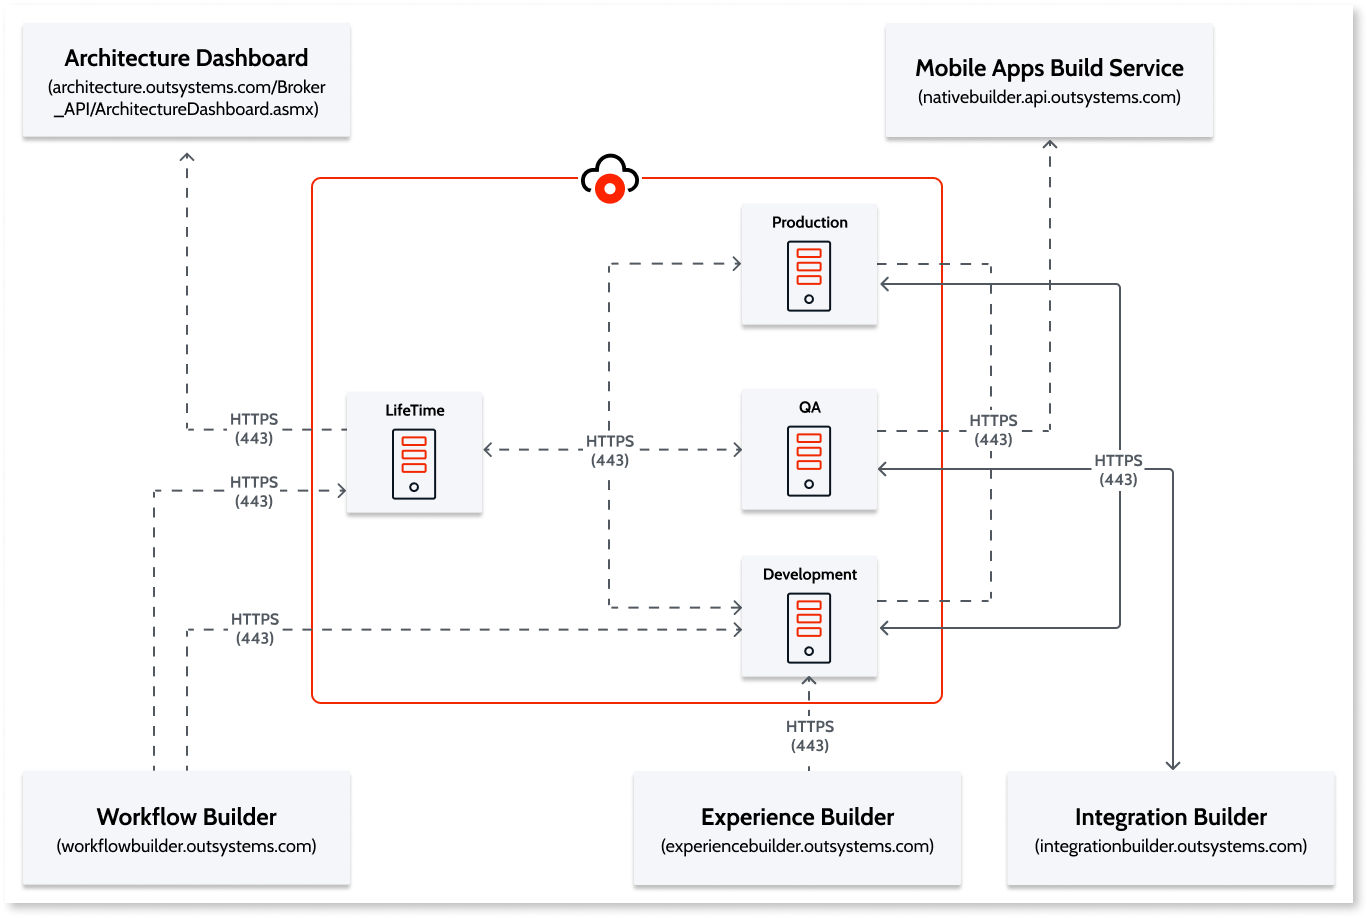 Architecture Dashboard
(architecture.outsystems.com/Broker
_API/ArchitectureDashboard.asmx)
Mobile Apps Build Service
(nativebuilder.api.outsystems.com)
Production
LifeTime
QA
HTTPS
(443)
HTTPS
(443)
HTTPS
(443)
HTTPS
(443)
HTTPS
(443)
Development
HTTPS
(443)
HTTPS
(443)
Workflow Builder
(workflowbuilder.outsystems.com)
Experience Builder
(experiencebuilder.outsystems.com)
Integration Builder
(integrationbuilder.outsystems.com)